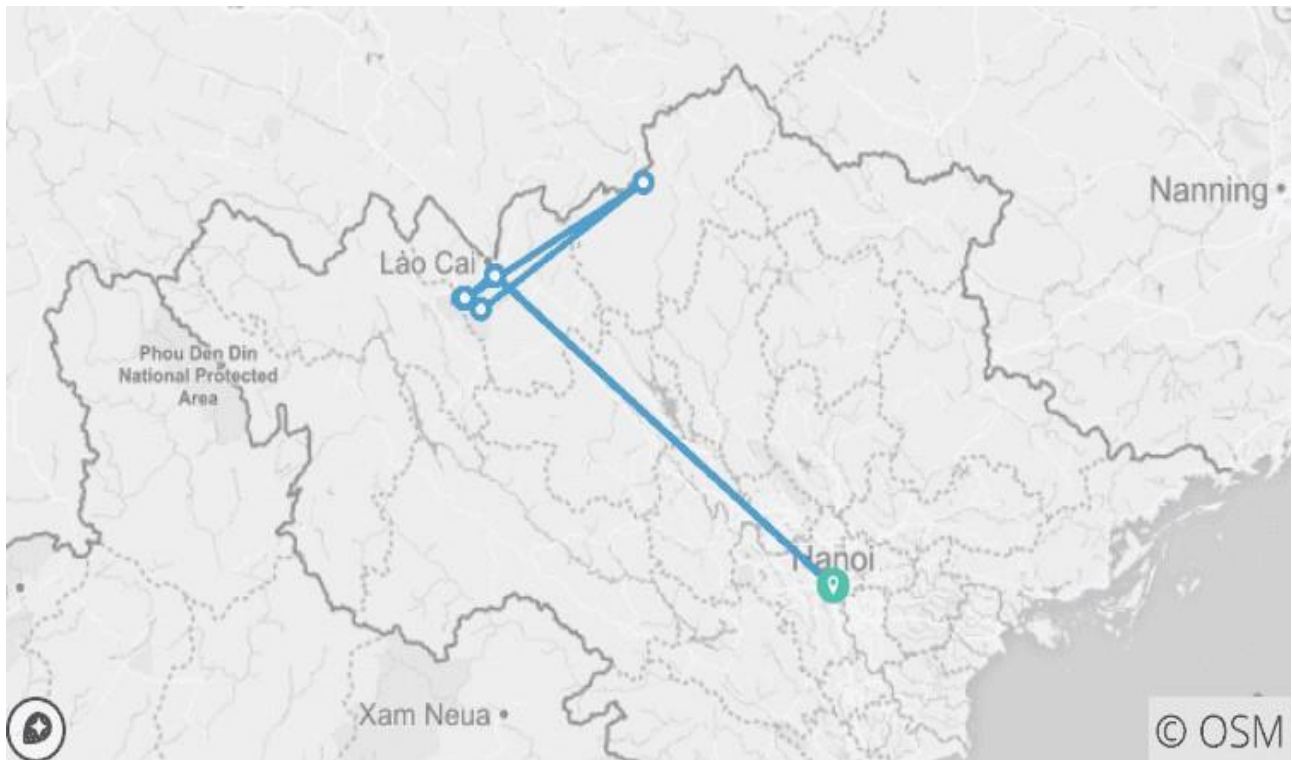 Nanning
Lào Cai
Phou Den Din
National Protected
Area
Hanoi
Xam Neua
© OSM